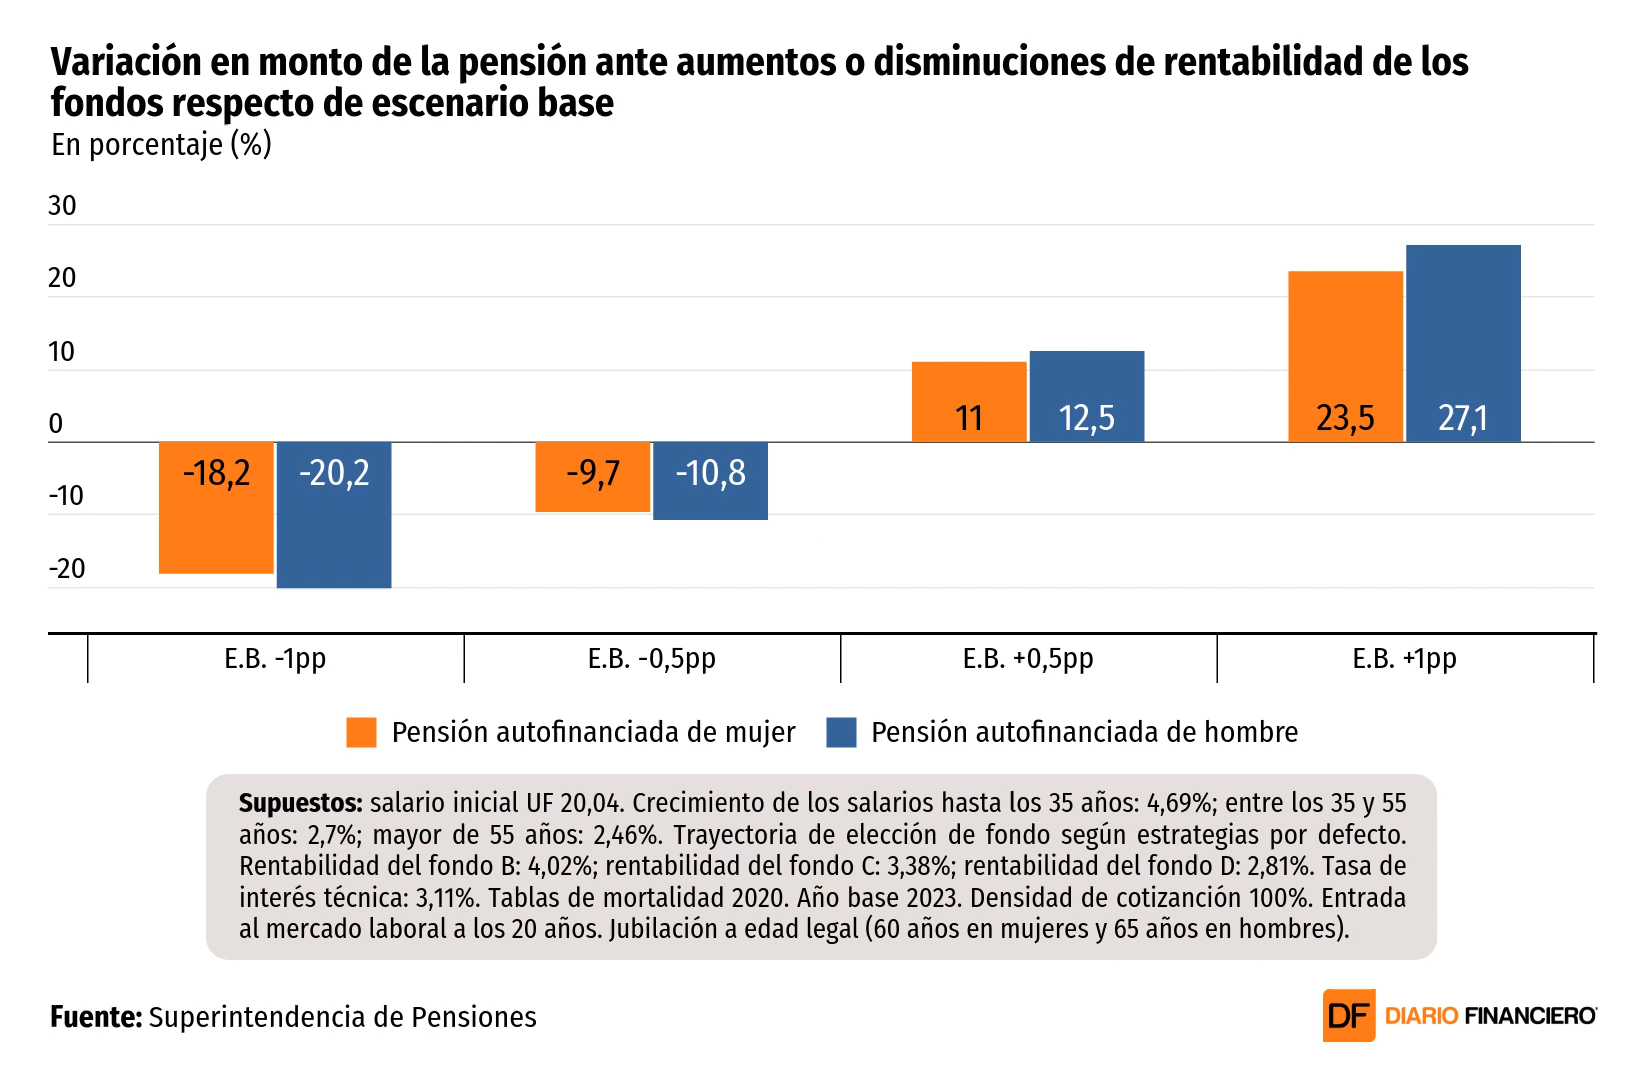 Variación en monto de la pensión ante aumentos o disminuciones de rentabilidad de los
fondos respecto de escenario base
En porcentaje (%)
30
20
10
0
-10
-20
-18,2
-20,2
-9,7
-10,8
11
12,5
23,5
27,1
E.B. -1pp
E.B. -0,5pp
E.B. +0,5pp
E.B. +1pp
Pensión autofinanciada de mujer
Pensión autofinanciada de hombre
Supuestos: salario inicial UF 20,04. Crecimiento de los salarios hasta los 35 años: 4,69%; entre los 35 y 55
años: 2,7%; mayor de 55 años: 2,46%. Trayectoria de elección de fondo según estrategias por defecto.
Rentabilidad del fondo B: 4,02%; rentabilidad del fondo C: 3,38%; rentabilidad del fondo D: 2,81%. Tasa de
interés técnica: 3,11%. Tablas de mortalidad 2020. Año base 2023. Densidad de cotizanción 100%. Entrada
al mercado laboral a los 20 años. Jubilación a edad legal (60 años en mujeres y 65 años en hombres).
Fuente: Superintendencia de Pensiones
DF DIARIO FINANCIERO